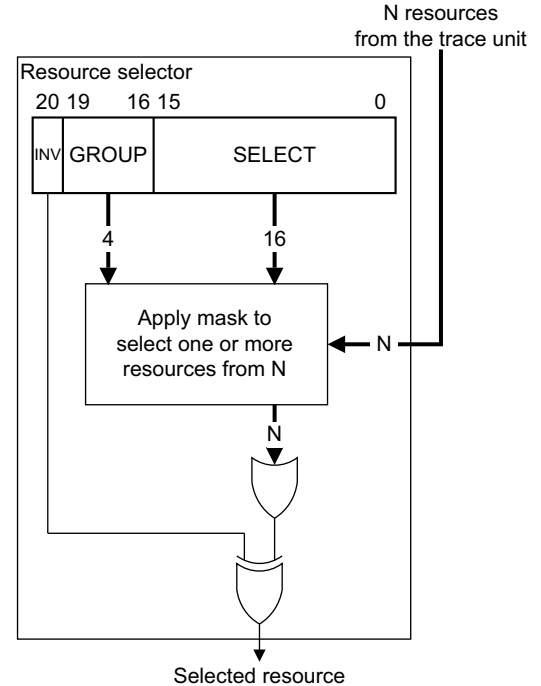 N resources
from the trace unit
Resource selector
20 19 16 15 0
INV GROUP SELECT
4 16
Apply mask to
select one or more
resources from N
N
N
Selected resource